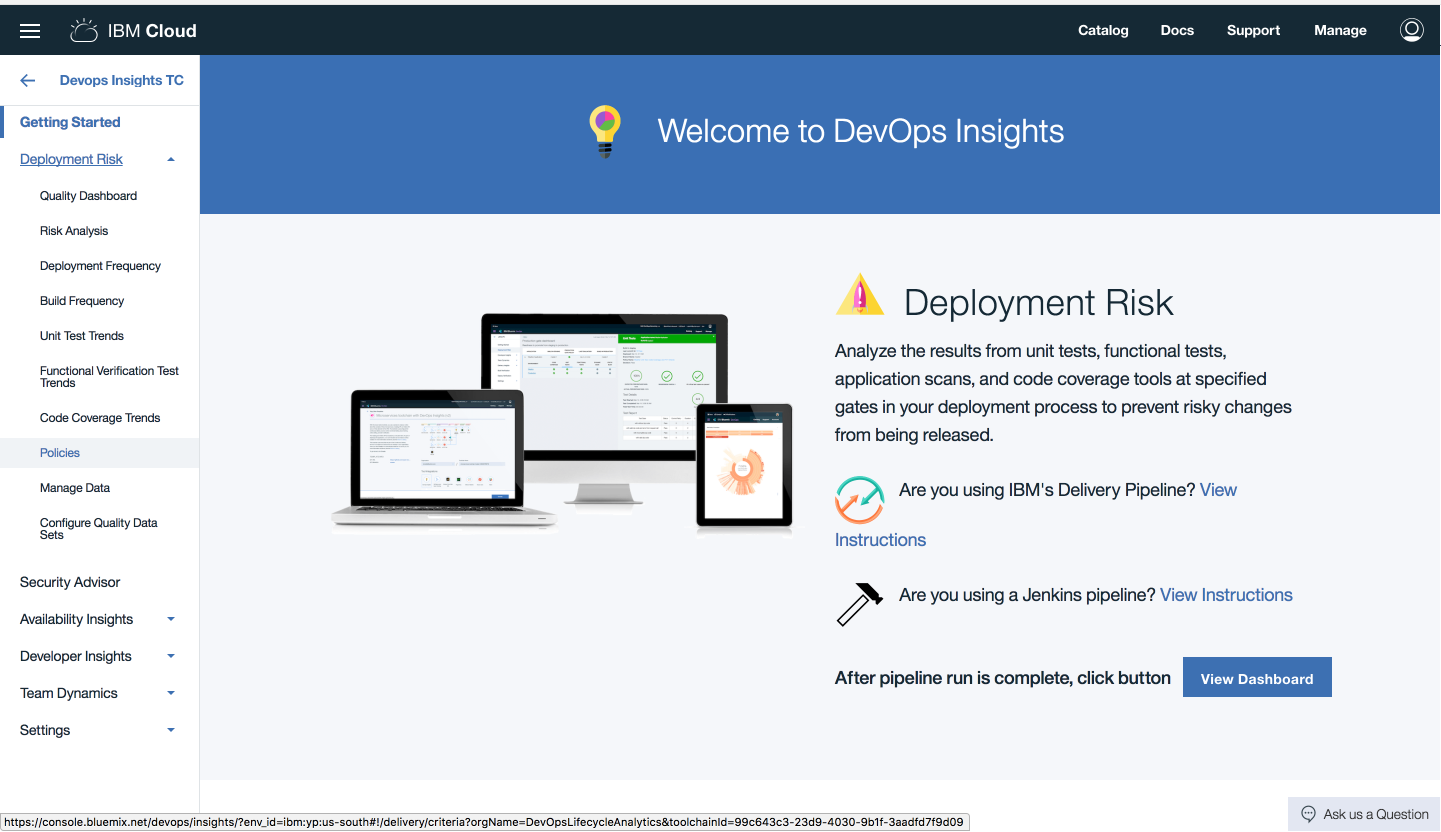 IBM Cloud
Catalog
Docs
Support
Manage
Devops Insights TC
Getting Started
Deployment Risk
Quality Dashboard
Risk Analysis
Deployment Frequency
Build Frequency
Unit Test Trends
Functional Verification Test
Trends
Code Coverage Trends
Policies
Manage Data
Configure Quality Data
Sets
Security Advisor
Availability Insights
Developer Insights
Team Dynamics
Settings
Welcome to DevOps Insights
Deployment Risk
Analyze the results from unit tests, functional tests,
application scans, and code coverage tools at specified
gates in your deployment process to prevent risky changes
from being released.
Are you using IBM's Delivery Pipeline? View
Instructions
Are you using a Jenkins pipeline? View Instructions
After pipeline run is complete, click button
View Dashboard
Ask us a Question
https://console.bluemix.net/devops/insights/?env_id=ibm:yp:us-south#!/delivery/criteria?orgName=DevOpsLifecycleAnalytics&toolchainId=99c643c3-23d9-4030-9b1f-3aadfd7f9d09